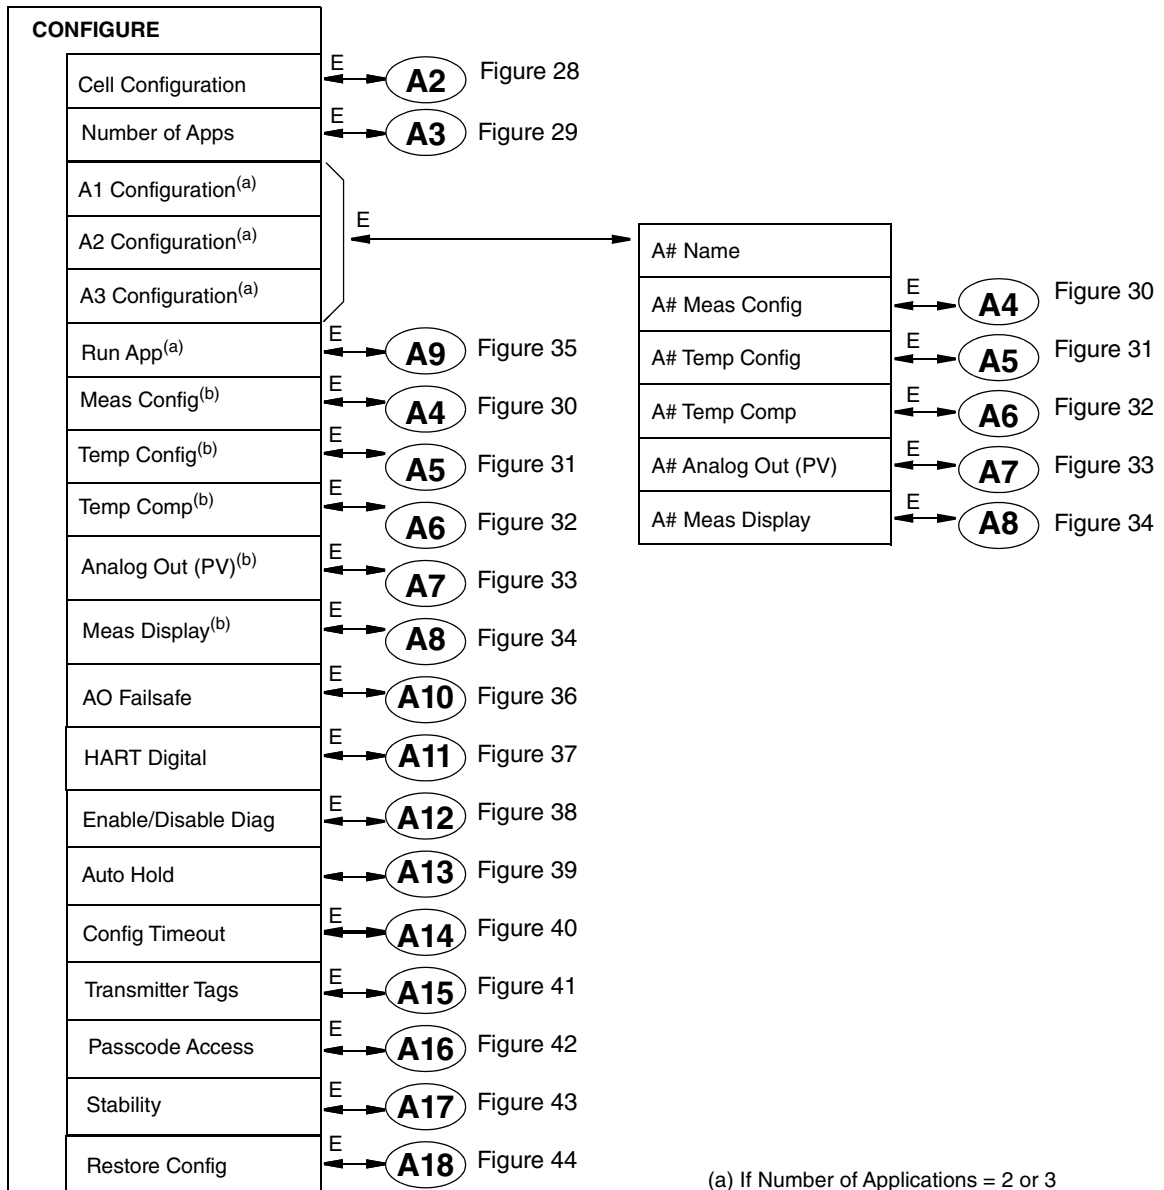 CONFIGURE
Cell Configuration E A2 Figure 28
Number of Apps E A3 Figure 29
A1 Configuration(a)
A2 Configuration(a)
A3 Configuration(a)
E
Run App(a) E A9 Figure 35
Meas Config(b) E A4 Figure 30
Temp Config(b) E A5 Figure 31
Temp Comp(b) E A6 Figure 32
Analog Out (PV)(b) E A7 Figure 33
Meas Display(b) E A8 Figure 34
AO Failsafe E A10 Figure 36
HART Digital E A11 Figure 37
Enable/Disable Diag E A12 Figure 38
Auto Hold A13 Figure 39
Config Timeout E A14 Figure 40
Transmitter Tags E A15 Figure 41
Passcode Access E A16 Figure 42
Stability E A17 Figure 43
Restore Config E A18 Figure 44
A# Name
A# Meas Config E A4 Figure 30
A# Temp Config E A5 Figure 31
A# Temp Comp E A6 Figure 32
A# Analog Out (PV) E A7 Figure 33
A# Meas Display E A8 Figure 34
(a) If Number of Applications = 2 or 3